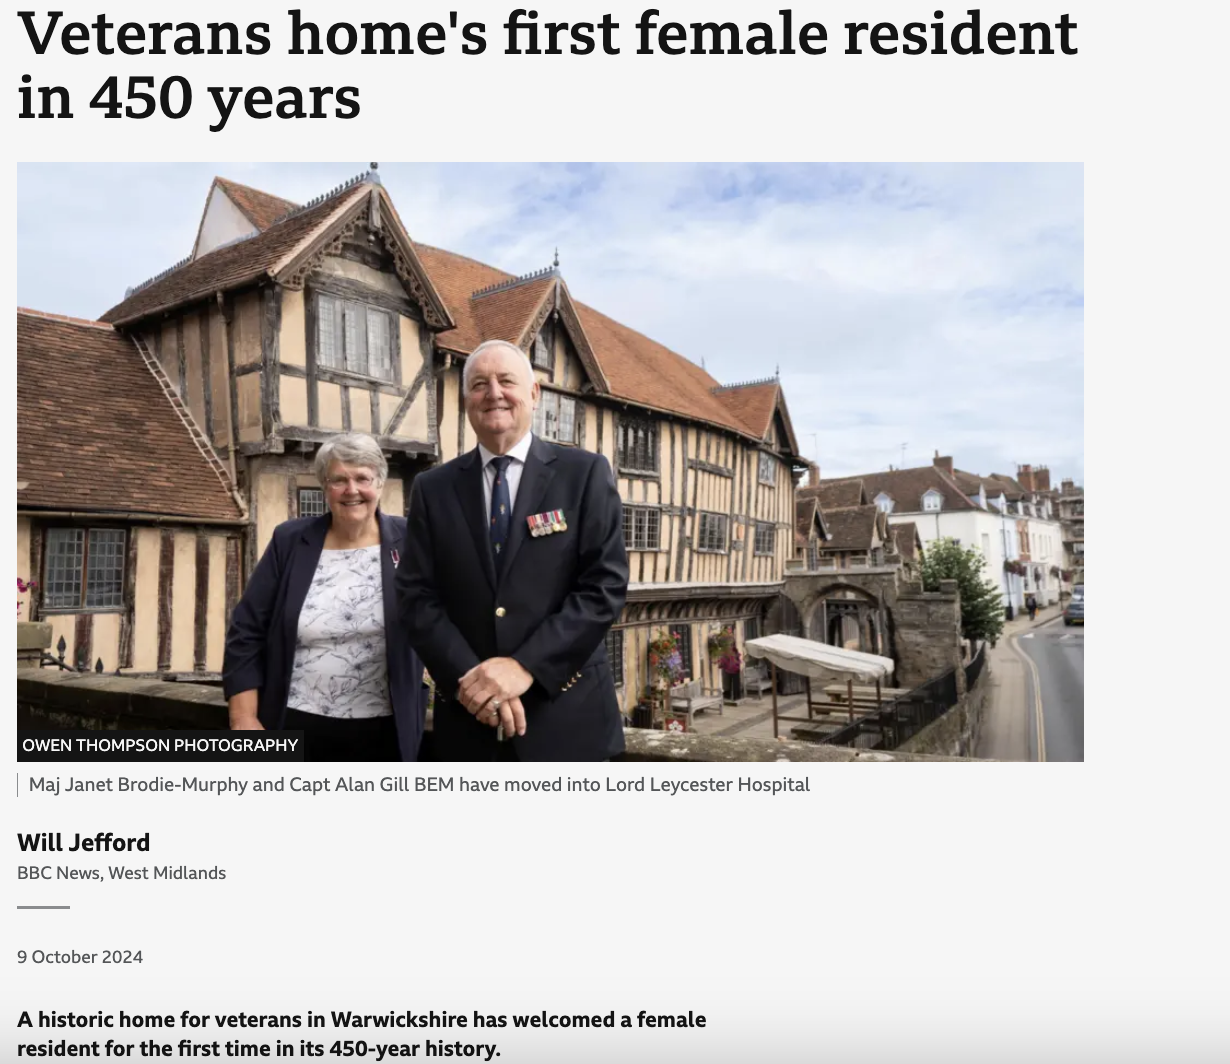 Veterans home's first female resident
in 450 years
OWEN THOMPSON PHOTOGRAPHY
Maj Janet Brodie-Murphy and Capt Alan Gill BEM have moved into Lord Leycester Hospital
Will Jefford
BBC News, West Midlands
9 October 2024
A historic home for veterans in Warwickshire has welcomed a female
resident for the first time in its 450-year history.